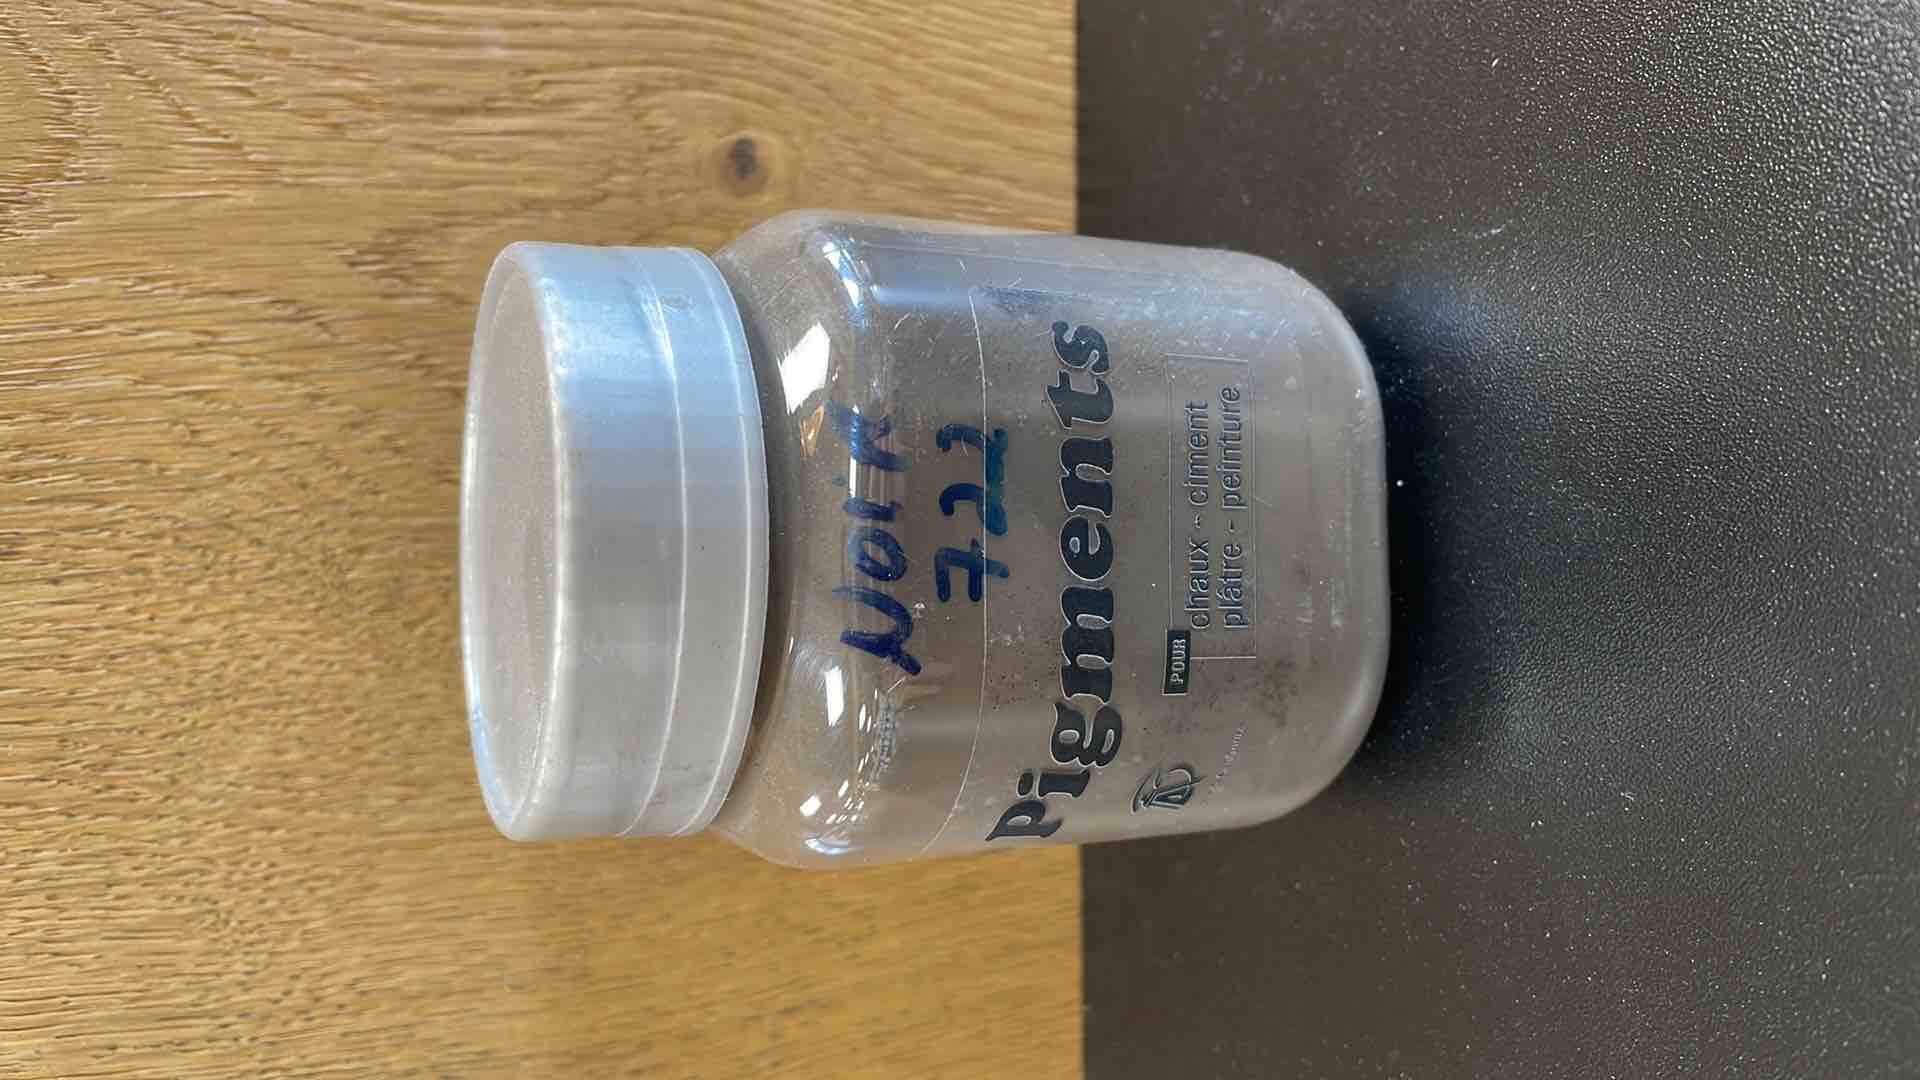 Noir
722
Pigments
POUR
chaux - ciment
plâtre - peinture